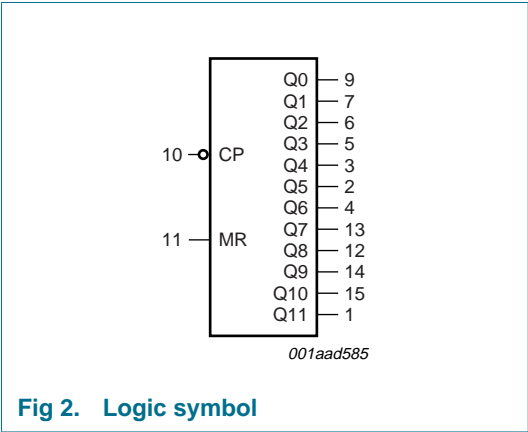 Q0 9
Q1 7
Q2 6
Q3 5
10 CP
Q4 3
Q5 2
Q6 4
Q7 13
11 MR
Q8 12
Q9 14
Q10 15
Q11 1
001aad585
Fig 2. Logic symbol